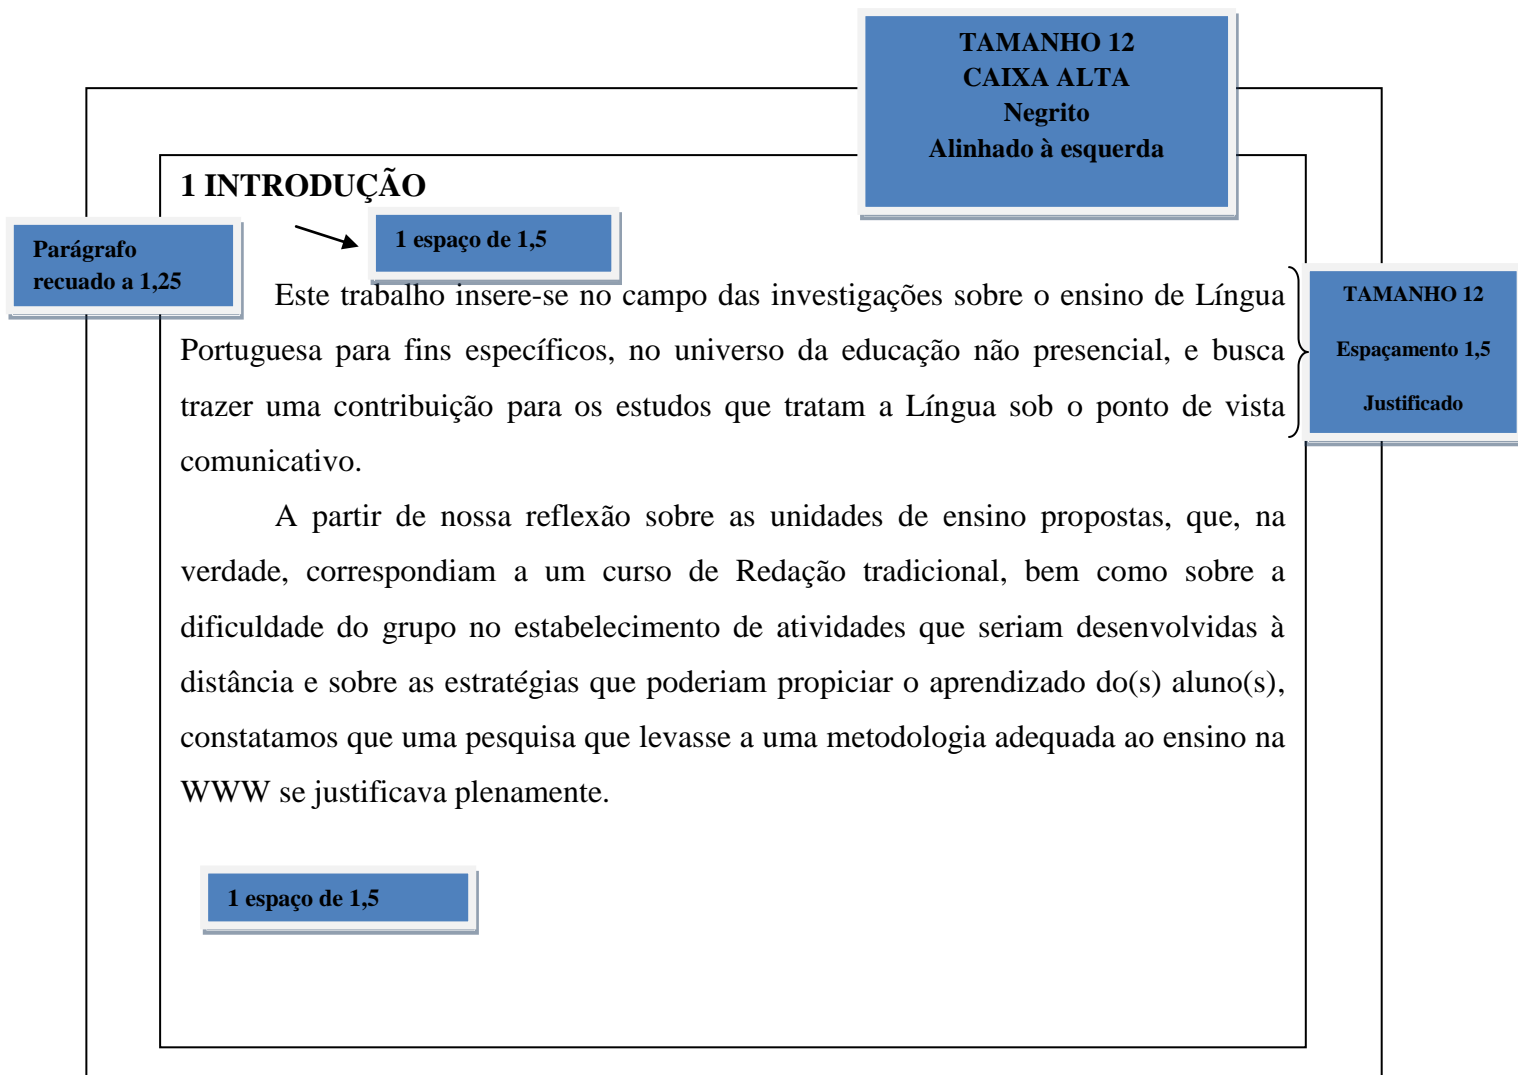 TAMANHO 12
CAIXA ALTA
Negrito
Alinhado à esquerda
1 INTRODUÇÃO
1 espaço de 1,5
Parágrafo
recuado a 1,25
Este trabalho insere-se no campo das investigações sobre o ensino de Língua
Portuguesa para fins específicos, no universo da educação não presencial, e busca
trazer uma contribuição para os estudos que tratam a Língua sob o ponto de vista
comunicativo.
TAMANHO 12
Espaçamento 1,5
Justificado
A partir de nossa reflexão sobre as unidades de ensino propostas, que, na
verdade, correspondiam a um curso de Redação tradicional, bem como sobre a
dificuldade do grupo no estabelecimento de atividades que seriam desenvolvidas à
distância e sobre as estratégias que poderiam propiciar o aprendizado do(s) aluno(s),
constatamos que uma pesquisa que levasse a uma metodologia adequada ao ensino na
WWW se justificava plenamente.
1 espaço de 1,5